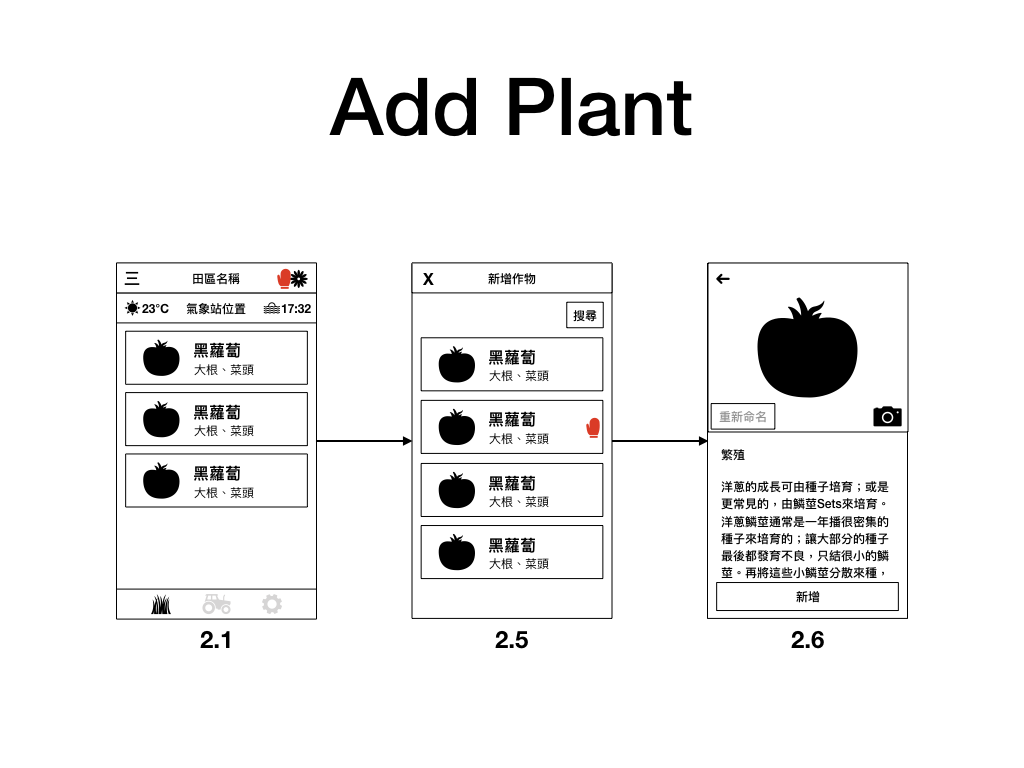 Add Plant
三 田區名稱
23°C 氣象站位置 17:32
黑蘿蔔
大根、菜頭
黑蘿蔔
大根、菜頭
黑蘿蔔
大根、菜頭
2.1
X 新增作物
搜尋
黑蘿蔔
大根、菜頭
黑蘿蔔
大根、菜頭
黑蘿蔔
大根、菜頭
黑蘿蔔
大根、菜頭
2.5
重新命名
繁殖
洋蔥的成長可由種子培育；或是
更常見的，由鱗莖Sets來培育。
洋蔥鱗莖通常是一年播很密集的
種子來培育的；讓大部分的種子
最後都發育不良，只結很小的鱗
莖。再將這些小鱗莖分散來種，
新增
2.6